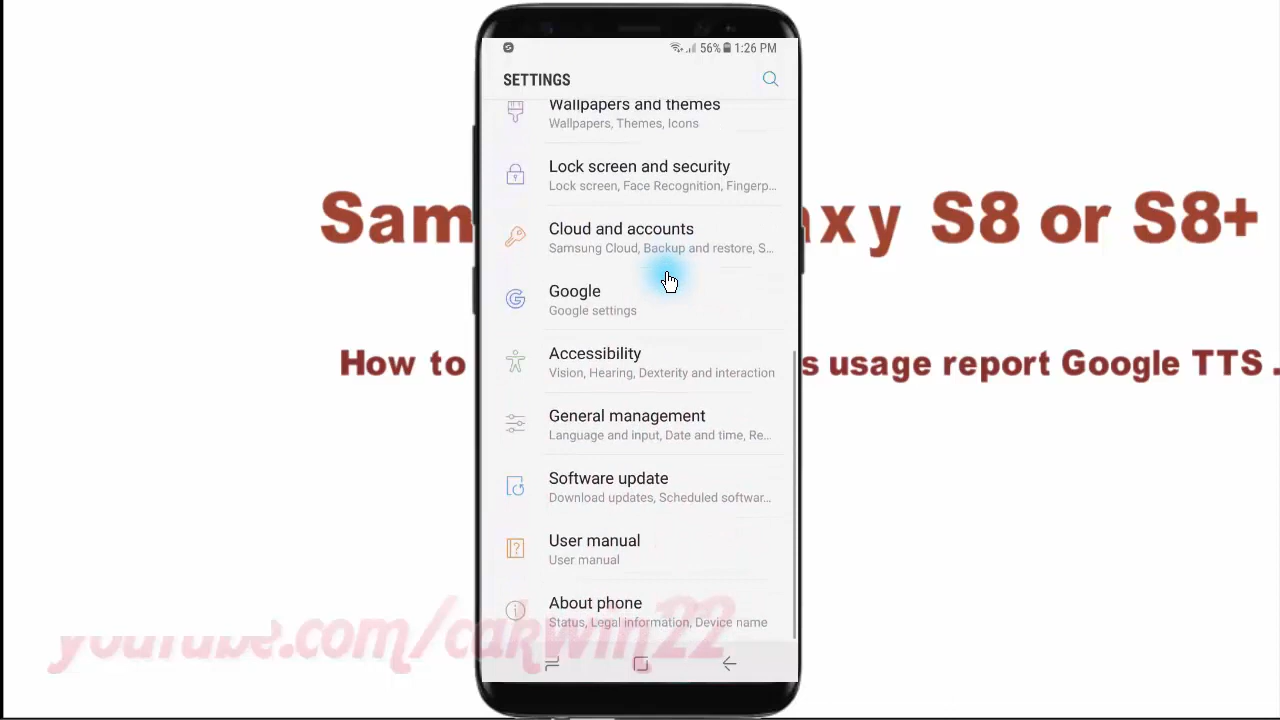 56% 1:26 PM
SETTINGS
Wallpapers and themes
Wallpapers, Themes, Icons
Lock screen and security
Lock screen, Face Recognition, Fingerp...
Sam axy S8 or S8+
Cloud and accounts
Samsung Cloud, Backup and restore, S...
Google
Google settings
How to s usage report Google TTS .
Accessibility
Vision, Hearing, Dexterity and interaction
General management
Language and input, Date and time, Re...
Software update
Download updates, Scheduled softwar...
User manual
User manual
About phone
Status, Legal information, Device name
youtube.com/cakwin22